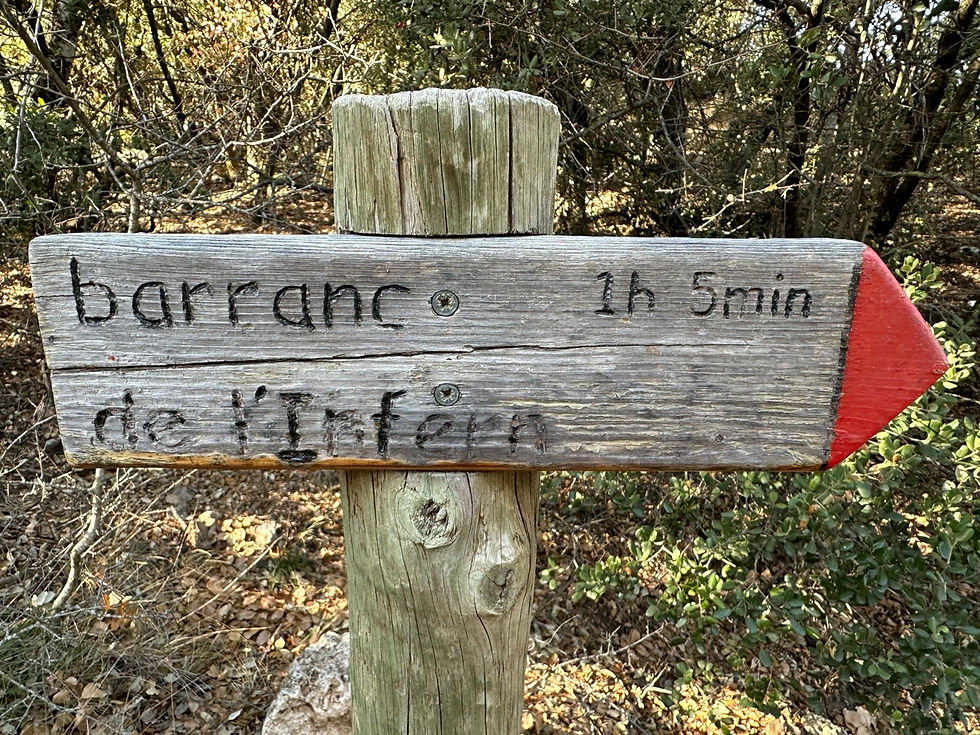 barranc 1h 5min
de l'Infern